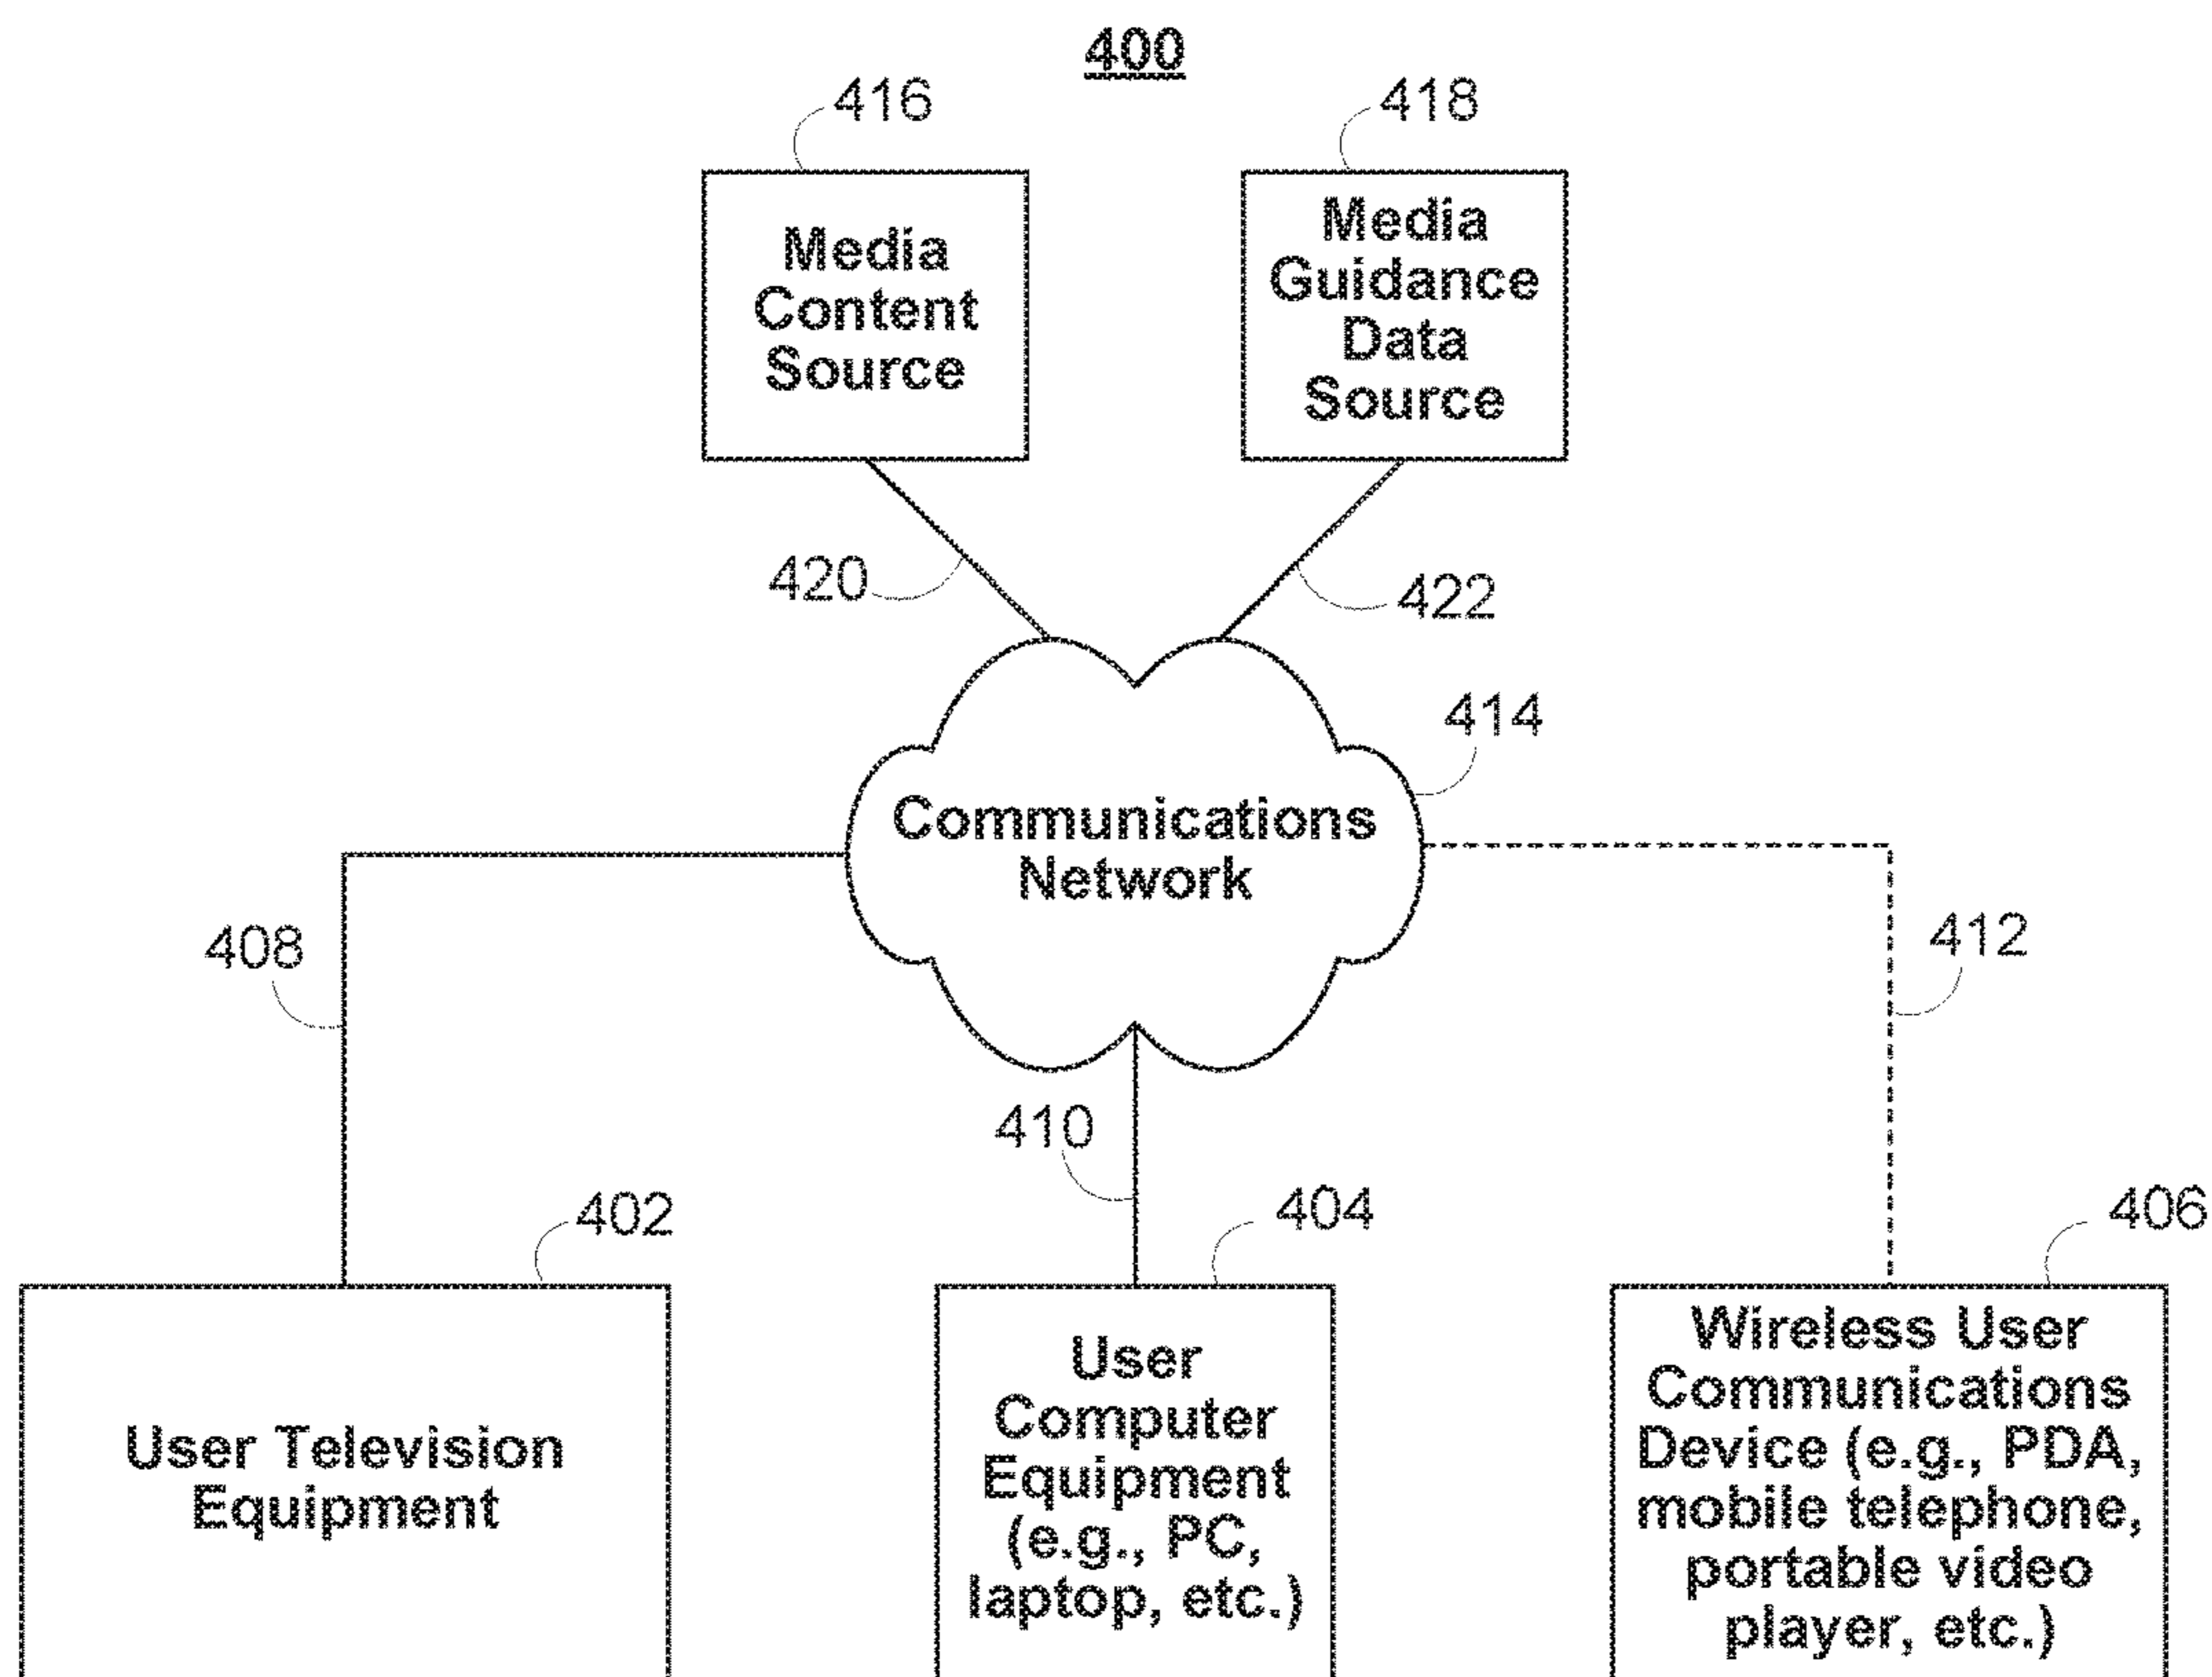 400
416
418
Media
Content
Source
Media
Guidance
Data
Source
420
422
414
Communications
Network
408
412
410
402
404
406
User Television
Equipment
User
Computer
Equipment
(e.g., PC,
laptop, etc.)
Wireless User
Communications
Device (e.g., PDA,
mobile telephone,
portable video
player, etc.)